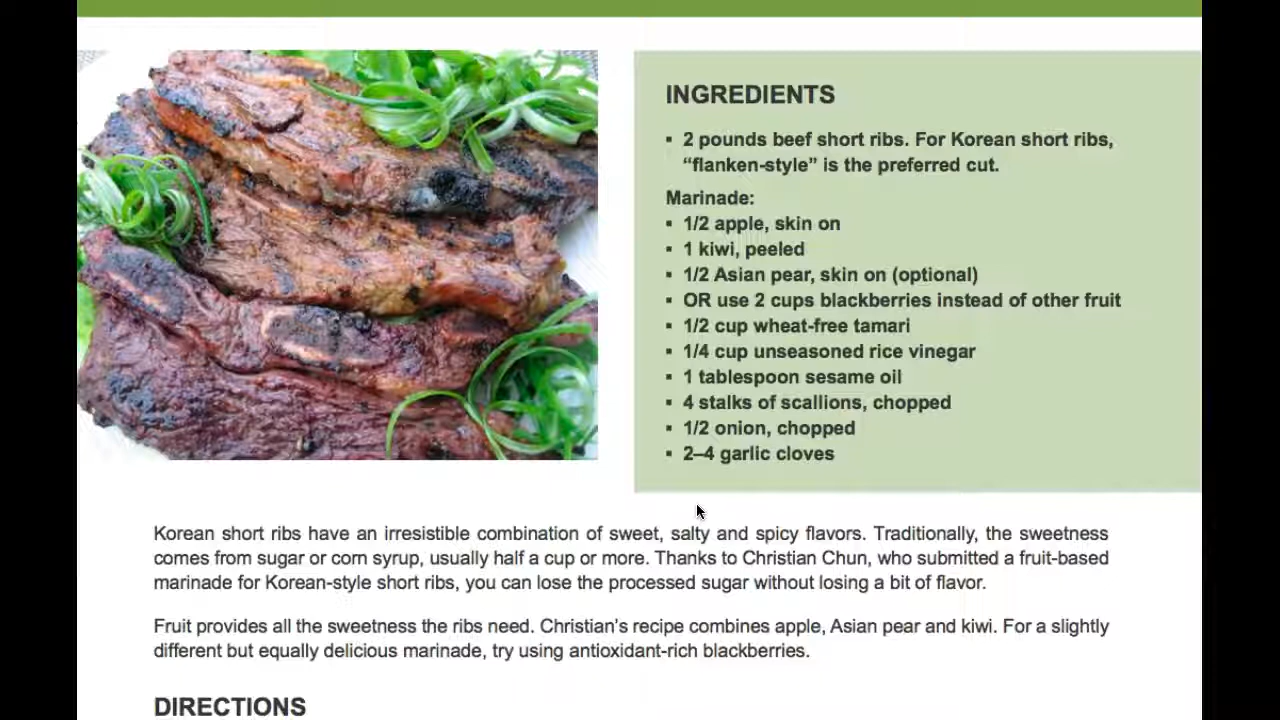 INGREDIENTS
▪ 2 pounds beef short ribs. For Korean short ribs,
“flanken-style” is the preferred cut.
Marinade:
▪ 1/2 apple, skin on
▪ 1 kiwi, peeled
▪ 1/2 Asian pear, skin on (optional)
▪ OR use 2 cups blackberries instead of other fruit
▪ 1/2 cup wheat-free tamari
▪ 1/4 cup unseasoned rice vinegar
▪ 1 tablespoon sesame oil
▪ 4 stalks of scallions, chopped
▪ 1/2 onion, chopped
▪ 2–4 garlic cloves
Korean short ribs have an irresistible combination of sweet, salty and spicy flavors. Traditionally, the sweetness
comes from sugar or corn syrup, usually half a cup or more. Thanks to Christian Chun, who submitted a fruit-based
marinade for Korean-style short ribs, you can lose the processed sugar without losing a bit of flavor.
Fruit provides all the sweetness the ribs need. Christian’s recipe combines apple, Asian pear and kiwi. For a slightly
different but equally delicious marinade, try using antioxidant-rich blackberries.
DIRECTIONS